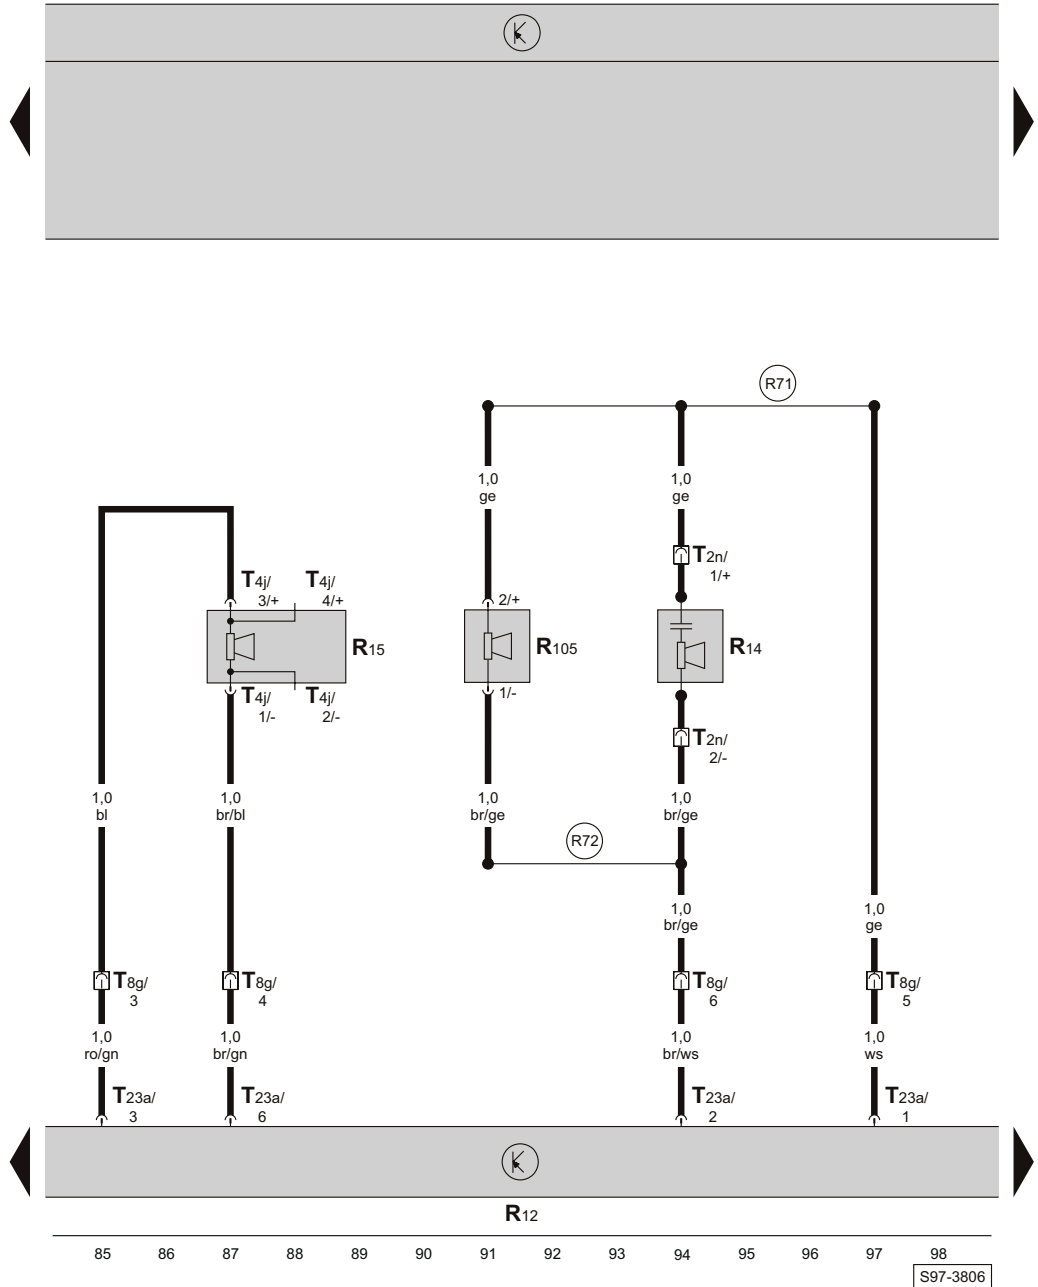 R71
1,0
ge
1,0
ge
T2n/
1/+
T4j/
3/+
T4j/
4/+
2/+
R15
R105
R14
T4j/
1/-
T4j/
2/-
1/-
T2n/
2/-
1,0
bl
1,0
br/bl
1,0
br/ge
1,0
br/ge
R72
1,0
br/ge
1,0
ge
T8g/
3
T8g/
4
T8g/
6
T8g/
5
1,0
ro/gn
1,0
br/gn
1,0
br/ws
1,0
ws
T23a/
3
T23a/
6
T23a/
2
T23a/
1
R12
85 86 87 88 89 90 91 92 93 94 95 96 97 98
S97-3806